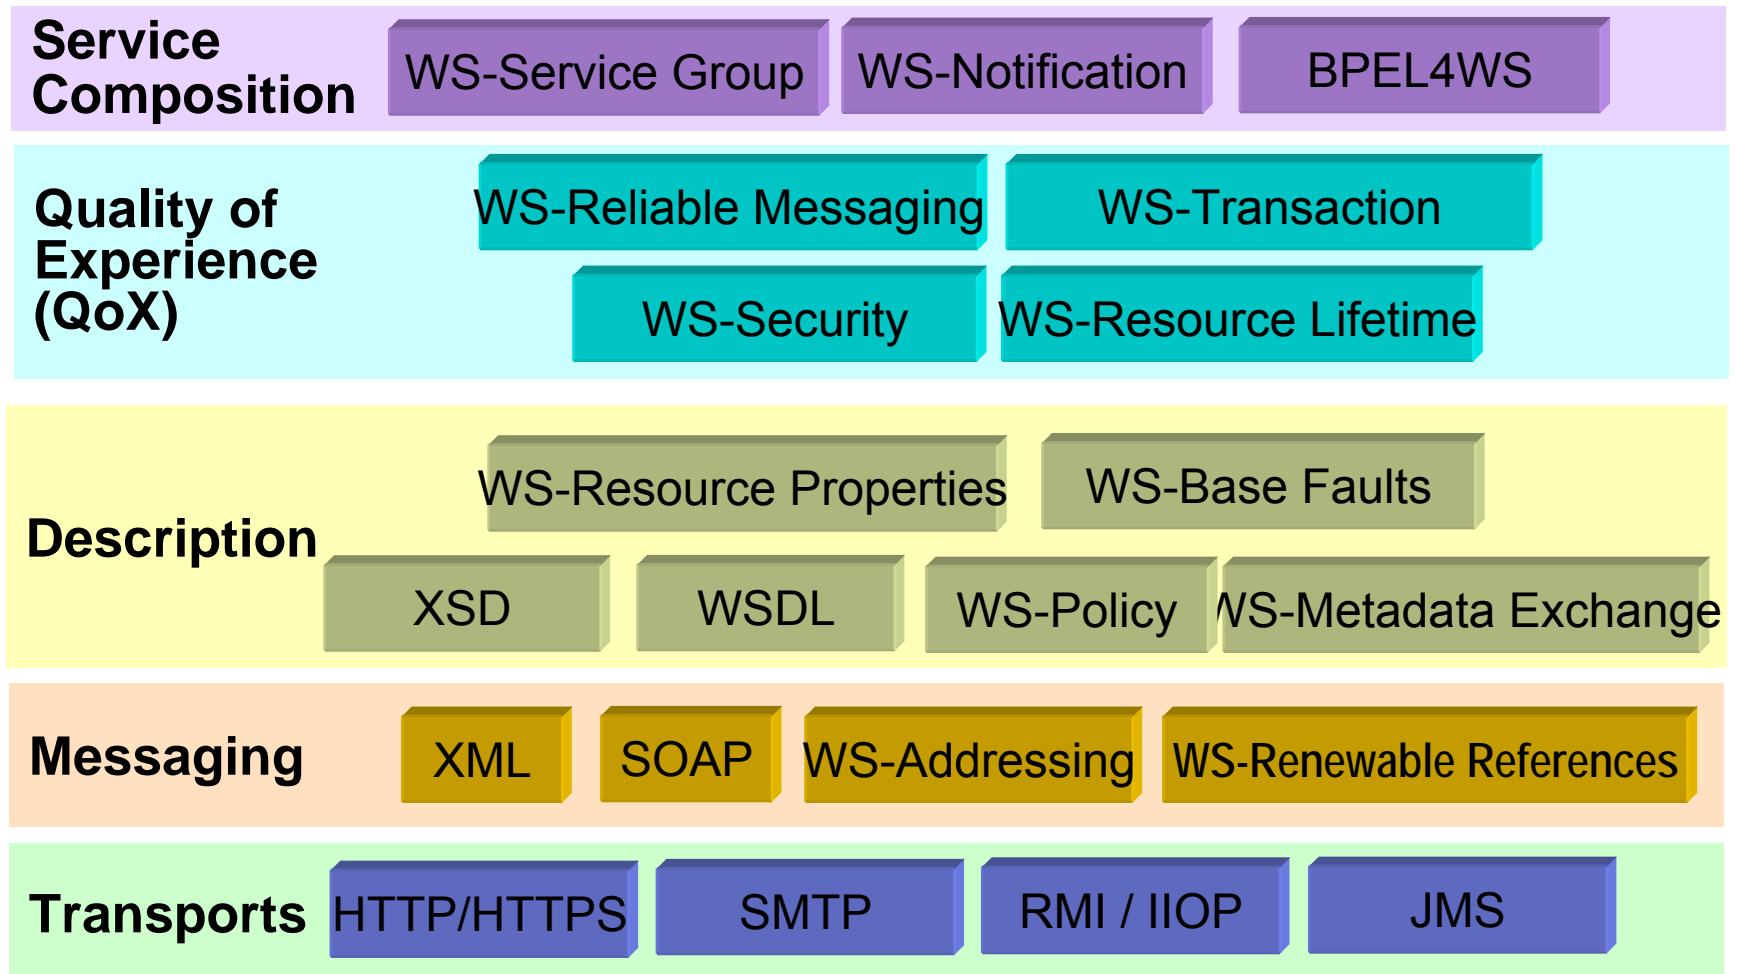 Service
Composition
WS-Service Group
WS-Notification
BPEL4WS
Quality of
Experience
(QoX)
WS-Reliable Messaging
WS-Transaction
WS-Security
WS-Resource Lifetime
Description
WS-Resource Properties
WS-Base Faults
XSD
WSDL
WS-Policy
WS-Metadata Exchange
Messaging
XML
SOAP
WS-Addressing
WS-Renewable References
Transports
HTTP/HTTPS
SMTP
RMI / IIOP
JMS